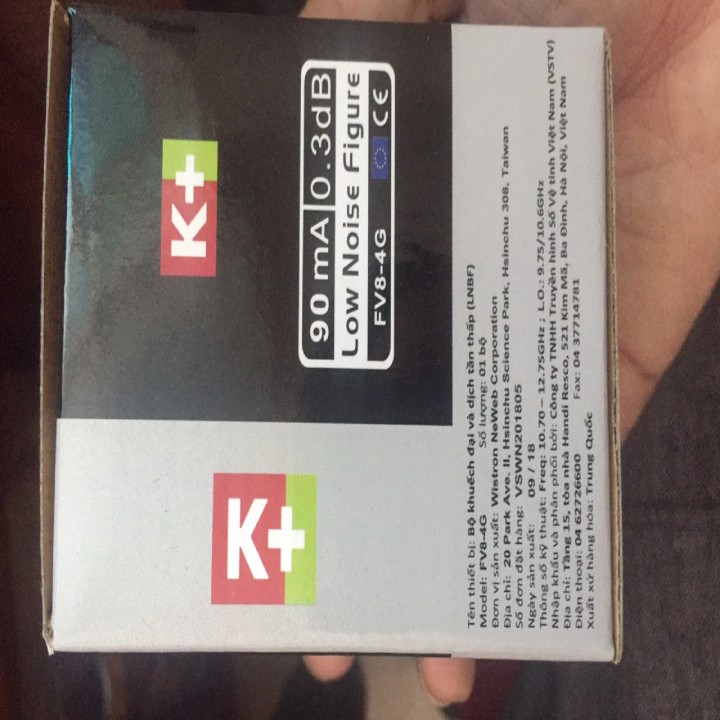 K+
K+
90 mA 0.3dB
Low Noise Figure
FV8-4G CE
Tên thiết bị: Bộ khuếch đại và dịch tần thấp (LNBF)
Model: FV8-4G Số lượng: 01 bộ
Đơn vị sản xuất: Wistron NeWeb Corporation
Địa chỉ: 20 Park Ave. II, Hsinchu Science Park, Hsinchu 308, Taiwan
Số đơn đặt hàng: VSWN201805
Ngày sản xuất: 09 / 18
Thông số kỹ thuật: Freq: 10.70 – 12.75GHz ; L.O.: 9.75/10.6GHz
Nhập khẩu và phân phối bởi: Công ty TNHH Truyền hình Số Vệ tinh Việt Nam (VSTV)
Địa chỉ: Tầng 15, tòa nhà Handi Resco, 521 Kim Mã, Ba Đình, Hà Nội, Việt Nam
Điện thoại: 04 62726600 Fax: 04 37714781
Xuất xứ hàng hóa: Trung Quốc